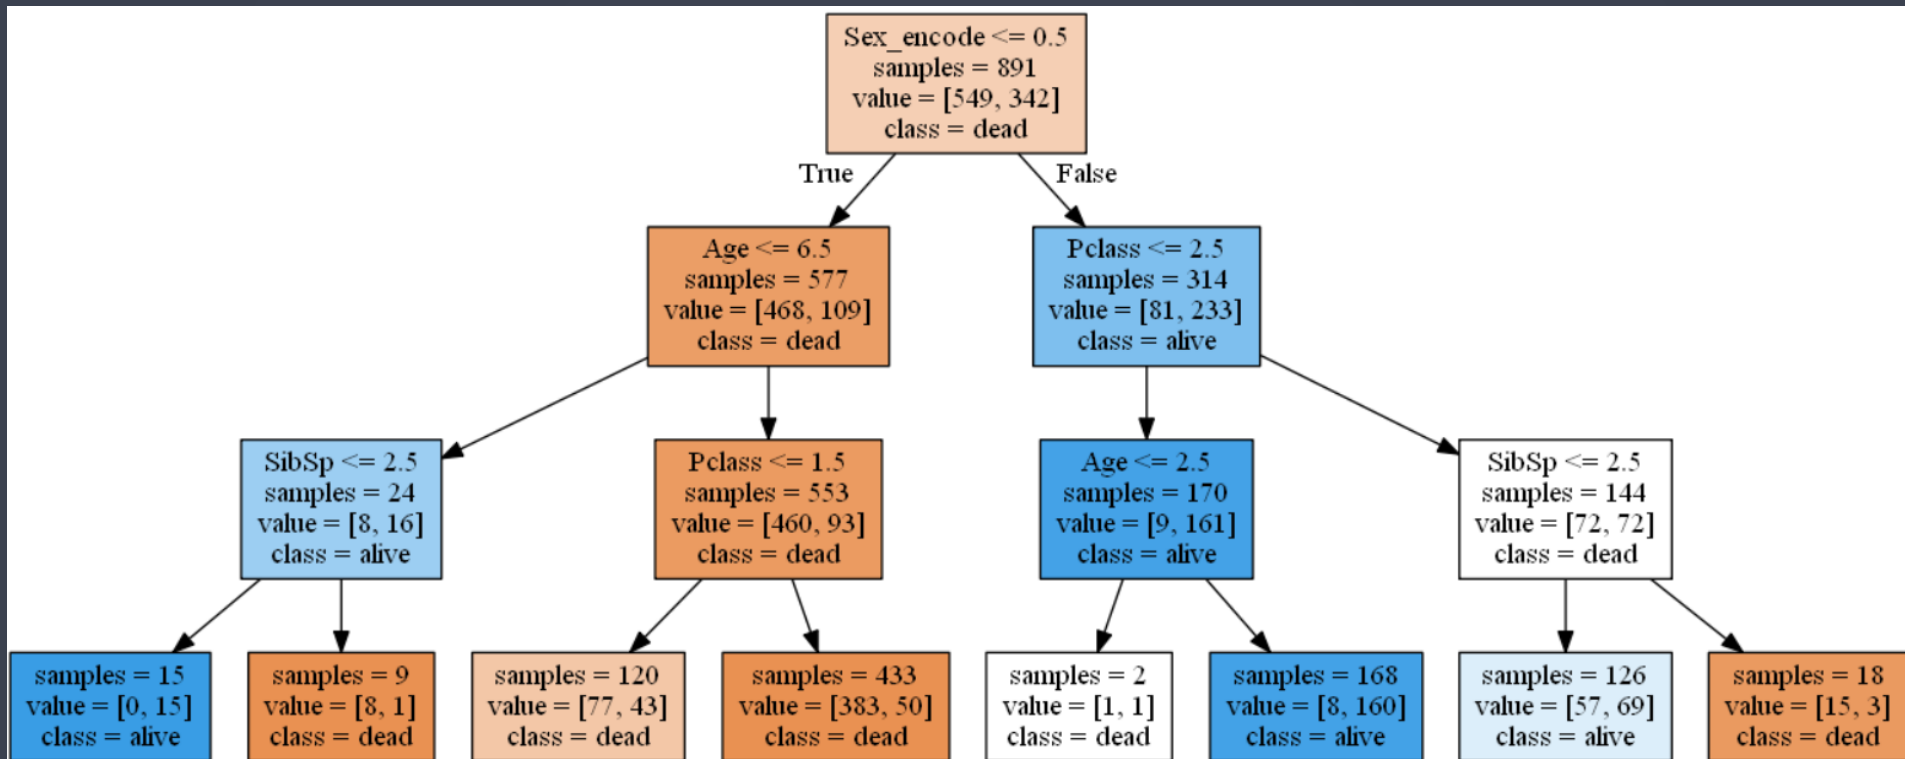 Sex_encode <= 0.5
samples = 891
value = [549, 342]
class = dead
True
False
Age <= 6.5
samples = 577
value = [468, 109]
class = dead
Pclass <= 2.5
samples = 314
value = [81, 233]
class = alive
SibSp <= 2.5
samples = 24
value = [8, 16]
class = alive
Pclass <= 1.5
samples = 553
value = [460, 93]
class = dead
Age <= 2.5
samples = 170
value = [9, 161]
class = alive
SibSp <= 2.5
samples = 144
value = [72, 72]
class = dead
samples = 15
value = [0, 15]
class = alive
samples = 9
value = [8, 1]
class = dead
samples = 120
value = [77, 43]
class = dead
samples = 433
value = [383, 50]
class = dead
samples = 2
value = [1, 1]
class = dead
samples = 168
value = [8, 160]
class = alive
samples = 126
value = [57, 69]
class = alive
samples = 18
value = [15, 3]
class = dead